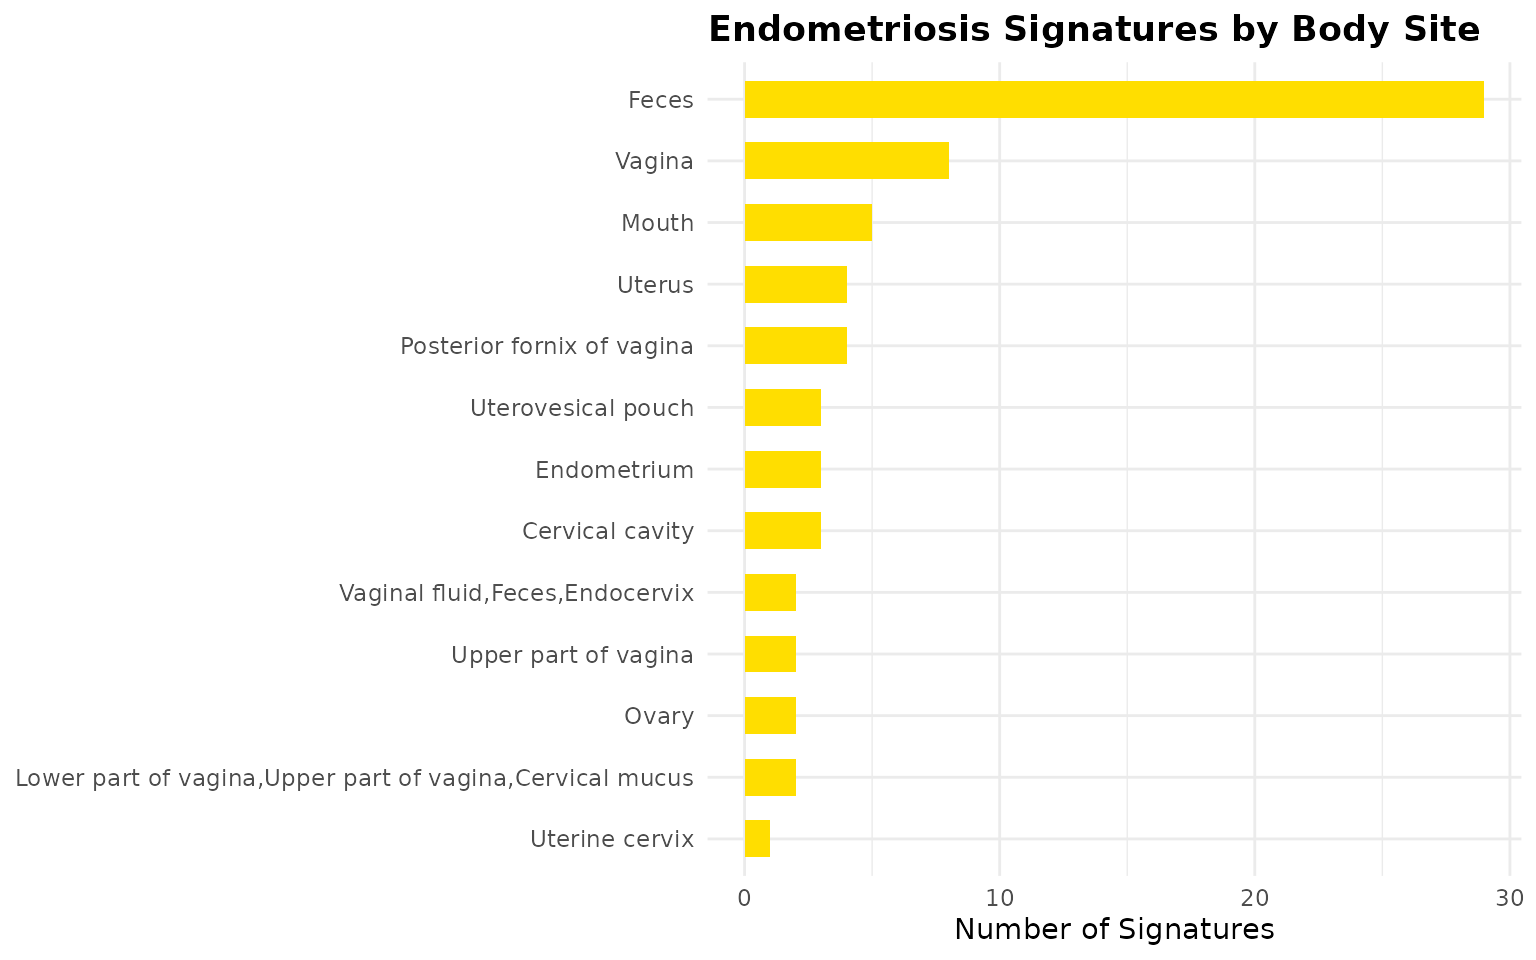 Endometriosis Signatures by Body Site
Feces
Vagina
Mouth
Uterus
Posterior fornix of vagina
Uterovesical pouch
Endometrium
Cervical cavity
Vaginal fluid,Feces,Endocervix
Upper part of vagina
Ovary
Lower part of vagina,Upper part of vagina,Cervical mucus
Uterine cervix
0 10 20 30
Number of Signatures